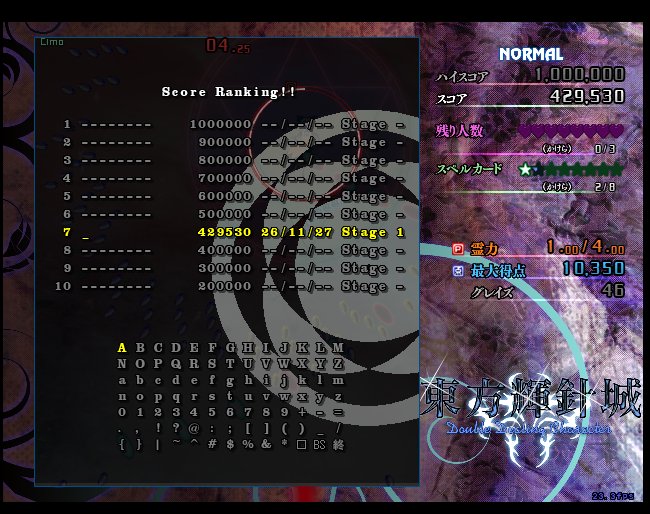 Cimo
04.25
Score Ranking!!
1 -------- 1000000 --/--/-- Stage -
2 -------- 900000 --/--/-- Stage -
3 -------- 800000 --/--/-- Stage -
4 -------- 700000 --/--/-- Stage -
5 -------- 600000 --/--/-- Stage -
6 -------- 500000 --/--/-- Stage -
7 _ 429530 26/11/27 Stage 1
8 -------- 400000 --/--/-- Stage -
9 -------- 300000 --/--/-- Stage -
10 -------- 200000 --/--/-- Stage -
A B C D E F G H I J K L M
N O P Q R S T U V W X Y Z
a b c d e f g h i j k l m
n o p q r s t u v w x y z
0 1 2 3 4 5 6 7 8 9 + - =
. , ! ? @ : ; [ ] ( ) _ /
{ } | ~ ^ # $ % & * □ BS 終
NORMAL
ハイスコア 1,000,000
スコア 429,530
残り人数
(かけら) 0/3
スペルカード
(かけら) 2/8
P 霊力 1.00/4.00
最大得点 10,350
グレイズ 46
東方輝針城
Double Dealing Character
23.3fps